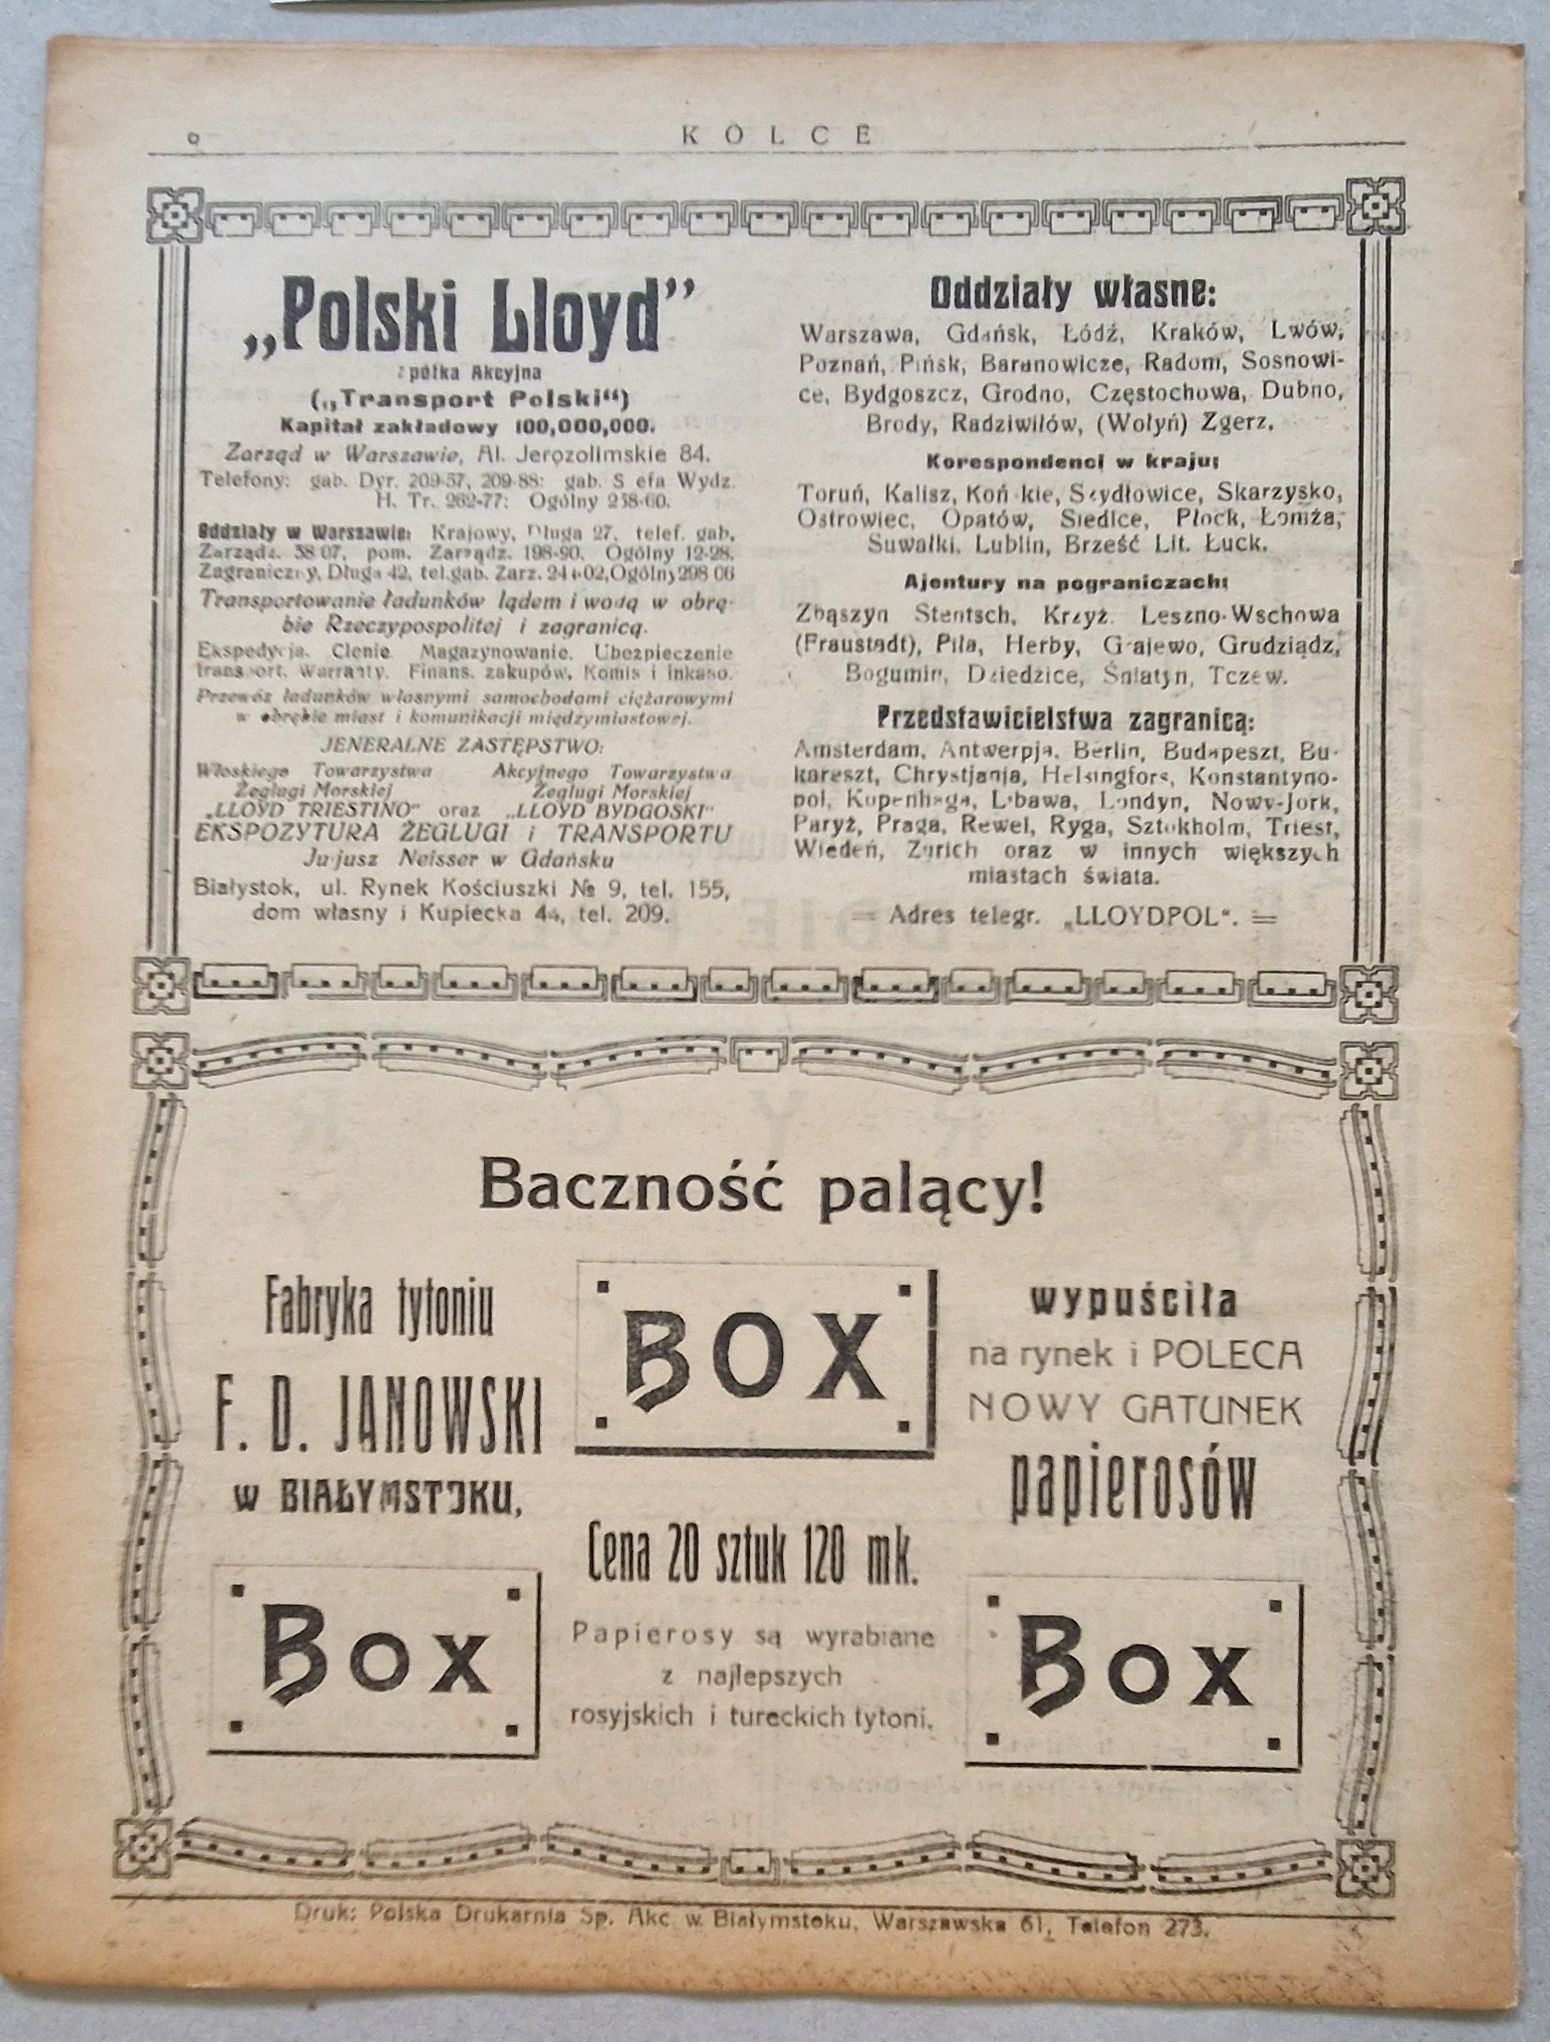 KOLCE
„Polski Lloyd”
półka Akcyjna
(„Transport Polski“)
Kapitał zakładowy 100,000,000.
Zarząd w Warszawie, Al. Jerozolimskie 84.
Telefony: gab. Dyr. 209-57, 209-88: gab. S efa Wydz.
H. Tr. 262-77: Ogólny
Oddziały w Warszawie: Krajowy, Długa 27, telef. gab.
Zarządz. 58 07, pom. Zarządz. 198-90, Ogólny 12-28,
Zagraniczny, Długa 42, tel. gab. Zarz. Ogólny 298 06
Transportowanie ładunków lądem i wodą w obrę-
bie Rzeczypospolitej i zagranicą.
Ekspedycja. Clenie. Magazynowanie. Ubezpieczenie
transport. Warranty. Finans. zakupów, Komis i Inkaso.
Przewóz ładunków własnymi samochodami ciężarowymi
w obrębie miast i komunikacji międzymiastowej.
JENERALNE ZASTĘPSTWO:
Włoskiego Towarzystwa Akcyjnego Towarzystwa
Żeglugi Morskiej Żeglugi Morskiej
„LLOYD TRIESTINO” oraz „LLOYD BYDGOSKI”
EKSPOZYTURA ŻEGLUGI i TRANSPORTU
Neisser w Gdańsku
Białystok, ul. Rynek Kościuszki № 9, tel. 155,
dom własny i Kupiecka 44, tel. 209.
Oddziały własne:
Warszawa, Gdańsk, Łódź, Kraków, Lwów,
Poznań, Pińsk, Baranowicze, Radom, Sosnowi-
ce, Bydgoszcz, Grodno, Częstochowa, Dubno,
Brody, Radziwiłów, (Wołyń) Zgerz.
Korespondenci w kraju:
Toruń, Kalisz, Koń kie, Szydłowice, Skarzysko,
Ostrowiec, Opatów, Siedlce, Płock, Łomża,
Suwałki, Lublin, Brześć Lit. Łuck.
Ajentury na pograniczach:
Zbąszyn Stentsch, Krzyż. Leszno-Wschowa
(Fraustadt), Piła, Herby, Grajewo, Grudziądz,
Bogumin, Dziedzice, Śniatyn, Tczew.
Przedstawicielstwa zagranicą:
Amsterdam, Antwerpja, Berlin, Budapeszt, Bu-
kareszt, Chrystjanja, Helsingfors, Konstantyno-
pol, Kopenhaga, Libawa, Londyn, Nowy-Jork,
Paryż, Praga, Rewel, Ryga, Sztokholm, Triest,
Wiedeń, Zurich oraz w innych większych
miastach świata.
= Adres telegr. „LLOYDPOL“. =
Baczność palący!
Fabryka tytoniu
F. D. JANOWSKI
w BIAŁYMSTOKU,
BOX
wypuściła
na rynek i POLECA
NOWY GATUNEK
papierosów
Cena 20 sztuk 120 mk.
Papierosy są wyrabiane
z najlepszych
rosyjskich i tureckich tytoni.
Box
Box
Druk: Polska Drukarnia Sp. Akc. w Białymstoku, Warszawska 61, Telefon 273.